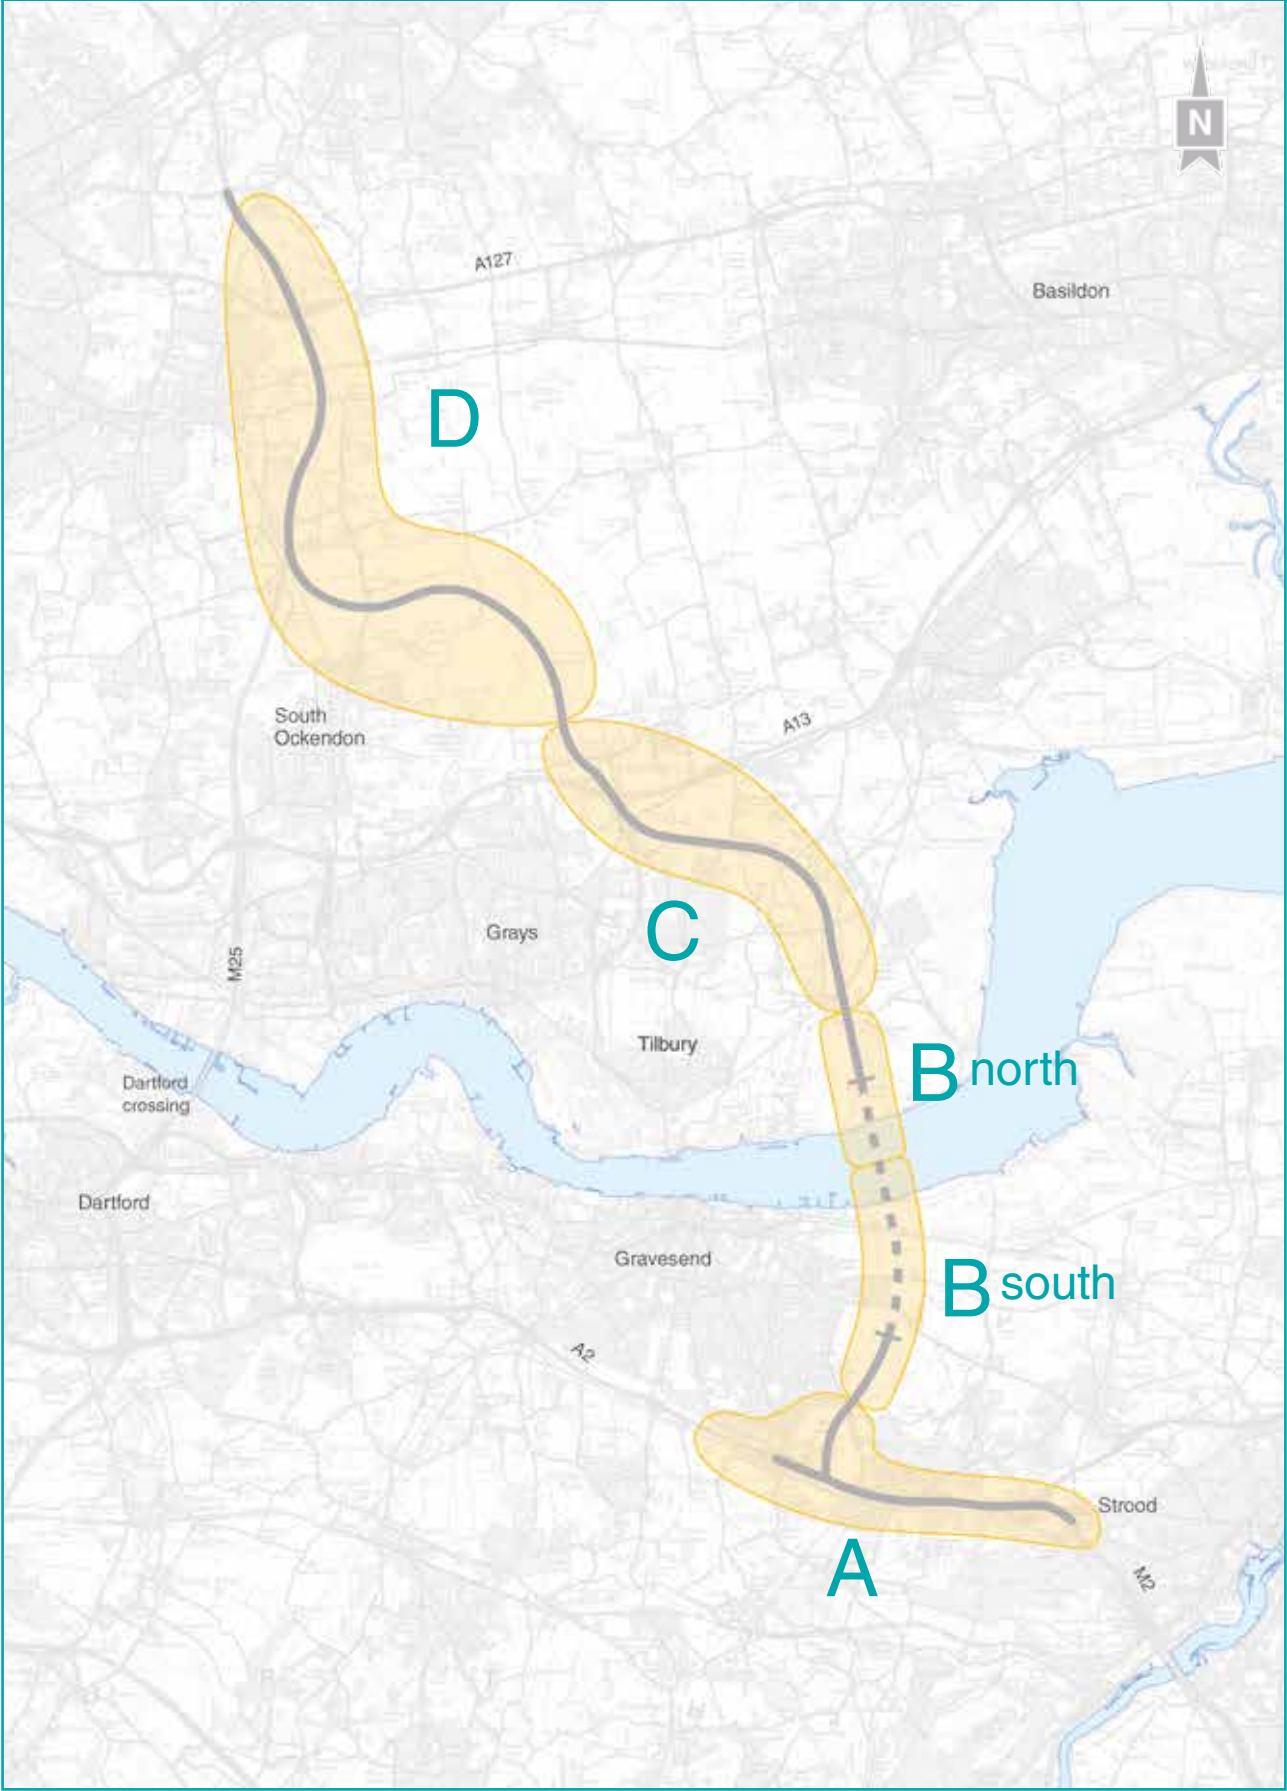 N
A127
Basildon
D
South
Ockendon
A13
C
Grays
M25
Tilbury
B north
Dartford
crossing
Dartford
Gravesend
B south
A2
Strood
A
M2